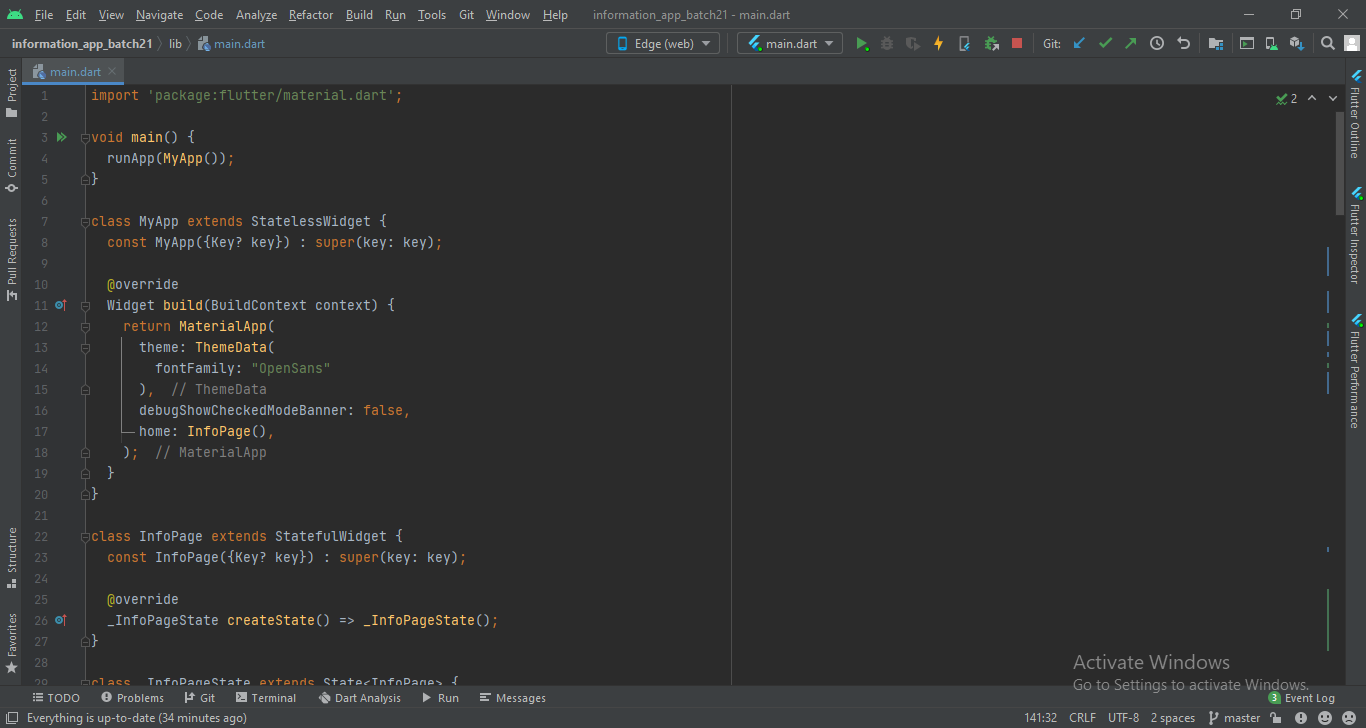 File Edit View Navigate Code Analyze Refactor Build Run Tools Git Window Help information_app_batch21 - main.dart
information_app_batch21 lib main.dart Edge (web) main.dart Git:
main.dart
1 import 'package:flutter/material.dart';
2
3 void main() {
4 runApp(MyApp());
5 }
6
7 class MyApp extends StatelessWidget {
8 const MyApp({Key? key}) : super(key: key);
9
10 @override
11 Widget build(BuildContext context) {
12 return MaterialApp(
13 theme: ThemeData(
14 fontFamily: "OpenSans"
15 ), // ThemeData
16 debugShowCheckedModeBanner: false,
17 home: InfoPage(),
18 ); // MaterialApp
19 }
20 }
21
22 class InfoPage extends StatefulWidget {
23 const InfoPage({Key? key}) : super(key: key);
24
25 @override
26 _InfoPageState createState() => _InfoPageState();
27 }
28
29 class _InfoPageState extends State<InfoPage> {
2
Project
Commit
Pull Requests
Structure
Favorites
Flutter Outline
Flutter Inspector
Flutter Performance
Activate Windows
Go to Settings to activate Windows.
TODO Problems Git Terminal Dart Analysis Run Messages 3 Event Log
Everything is up-to-date (34 minutes ago) 141:32 CRLF UTF-8 2 spaces master